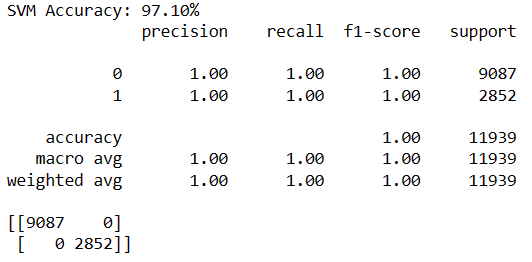 SVM Accuracy: 97.10%
precision recall f1-score support
0 1.00 1.00 1.00 9087
1 1.00 1.00 1.00 2852
accuracy 1.00 11939
macro avg 1.00 1.00 1.00 11939
weighted avg 1.00 1.00 1.00 11939
[[9087 0]
[ 0 2852]]